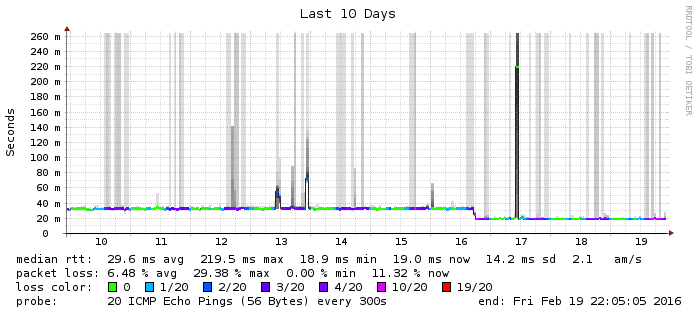 Last 10 Days
RRDTOOL / TOBI OETIKER
Seconds
260 m
240 m
220 m
200 m
180 m
160 m
140 m
120 m
100 m
80 m
60 m
40 m
20 m
0
10 11 12 13 14 15 16 17 18 19
median rtt: 29.6 ms avg 219.5 ms max 18.9 ms min 19.0 ms now 14.2 ms sd 2.1 am/s
packet loss: 6.48 % avg 29.38 % max 0.00 % min 11.32 % now
loss color: 0 1/20 2/20 3/20 4/20 10/20 19/20
probe: 20 ICMP Echo Pings (56 Bytes) every 300s end: Fri Feb 19 22:05:05 2016